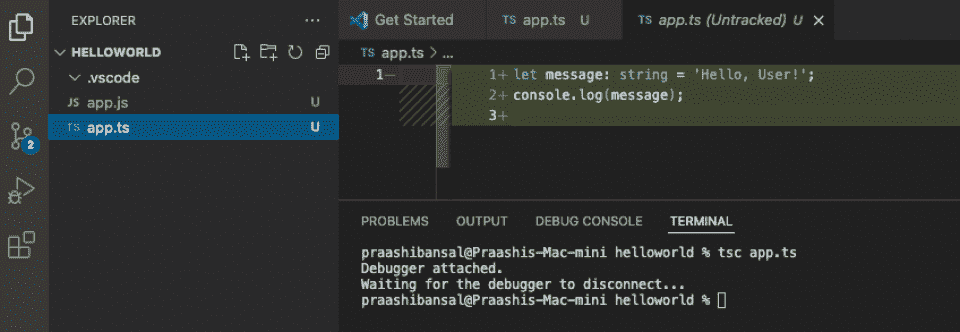 EXPLORER ...
HELLOWORLD
.vscode
JS app.js U
TS app.ts U
2
Get Started
TS app.ts U
TS app.ts (Untracked) U
TS app.ts > ...
1— 1+ let message: string = 'Hello, User!';
2+ console.log(message);
3+
PROBLEMS OUTPUT DEBUG CONSOLE TERMINAL
praashibansal@Praashis-Mac-mini helloworld % tsc app.ts
Debugger attached.
Waiting for the debugger to disconnect...
praashibansal@Praashis-Mac-mini helloworld %